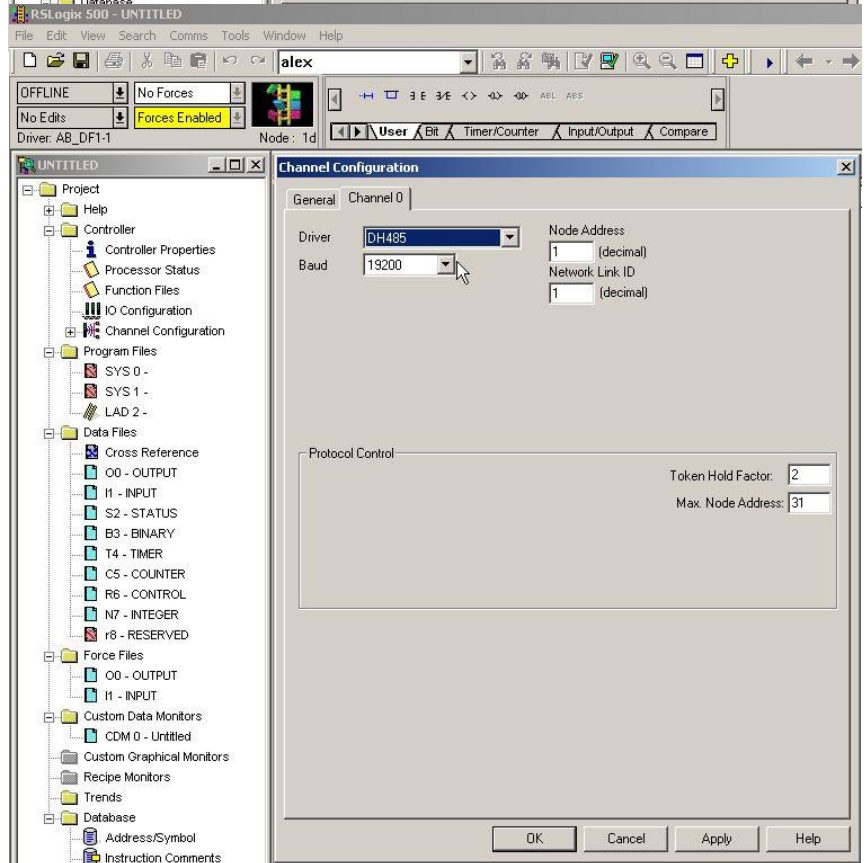 Database
RSLogix 500 - UNTITLED
File Edit View Search Comms Tools Window Help
alex
OFFLINE No Forces
No Edits Forces Enabled
Driver: AB_DF1-1 Node : 1d
ABL ABS
User Bit Timer/Counter Input/Output Compare
UNTITLED
Project
Help
Controller
Controller Properties
Processor Status
Function Files
IO Configuration
Channel Configuration
Program Files
SYS 0 -
SYS 1 -
LAD 2 -
Data Files
Cross Reference
O0 - OUTPUT
I1 - INPUT
S2 - STATUS
B3 - BINARY
T4 - TIMER
C5 - COUNTER
R6 - CONTROL
N7 - INTEGER
r8 - RESERVED
Force Files
O0 - OUTPUT
I1 - INPUT
Custom Data Monitors
CDM 0 - Untitled
Custom Graphical Monitors
Recipe Monitors
Trends
Database
Address/Symbol
Instruction Comments
Channel Configuration
General Channel 0
Driver DH485
Baud 19200
Node Address
1 (decimal)
Network Link ID
1 (decimal)
Protocol Control
Token Hold Factor: 2
Max. Node Address: 31
OK Cancel Apply Help